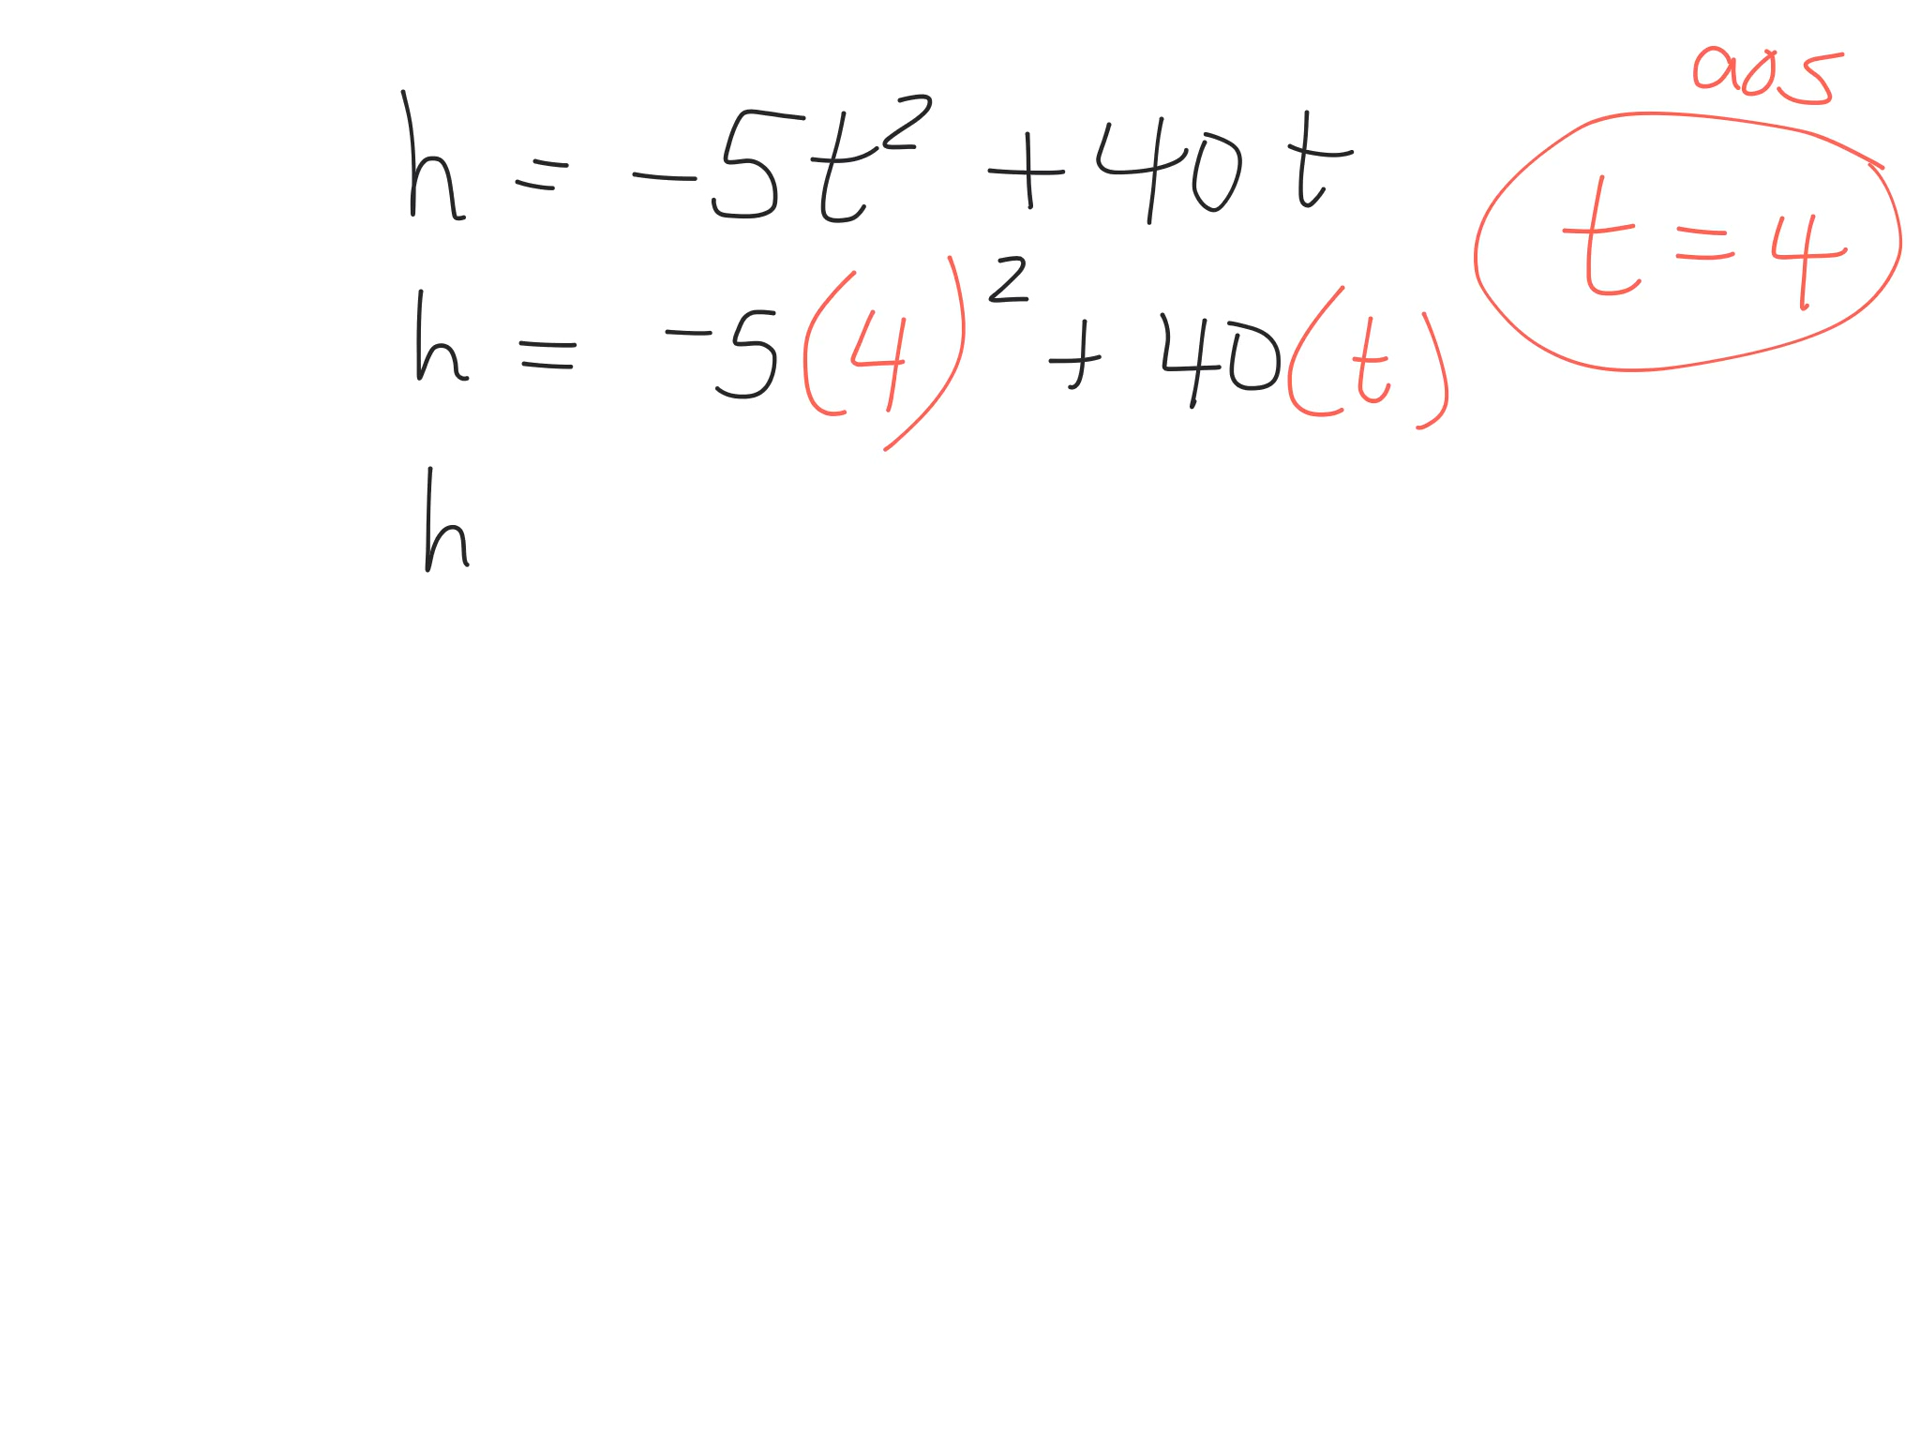 aos
h = -5t² + 40t
t = 4
h = -5(4)² + 40(t)
h